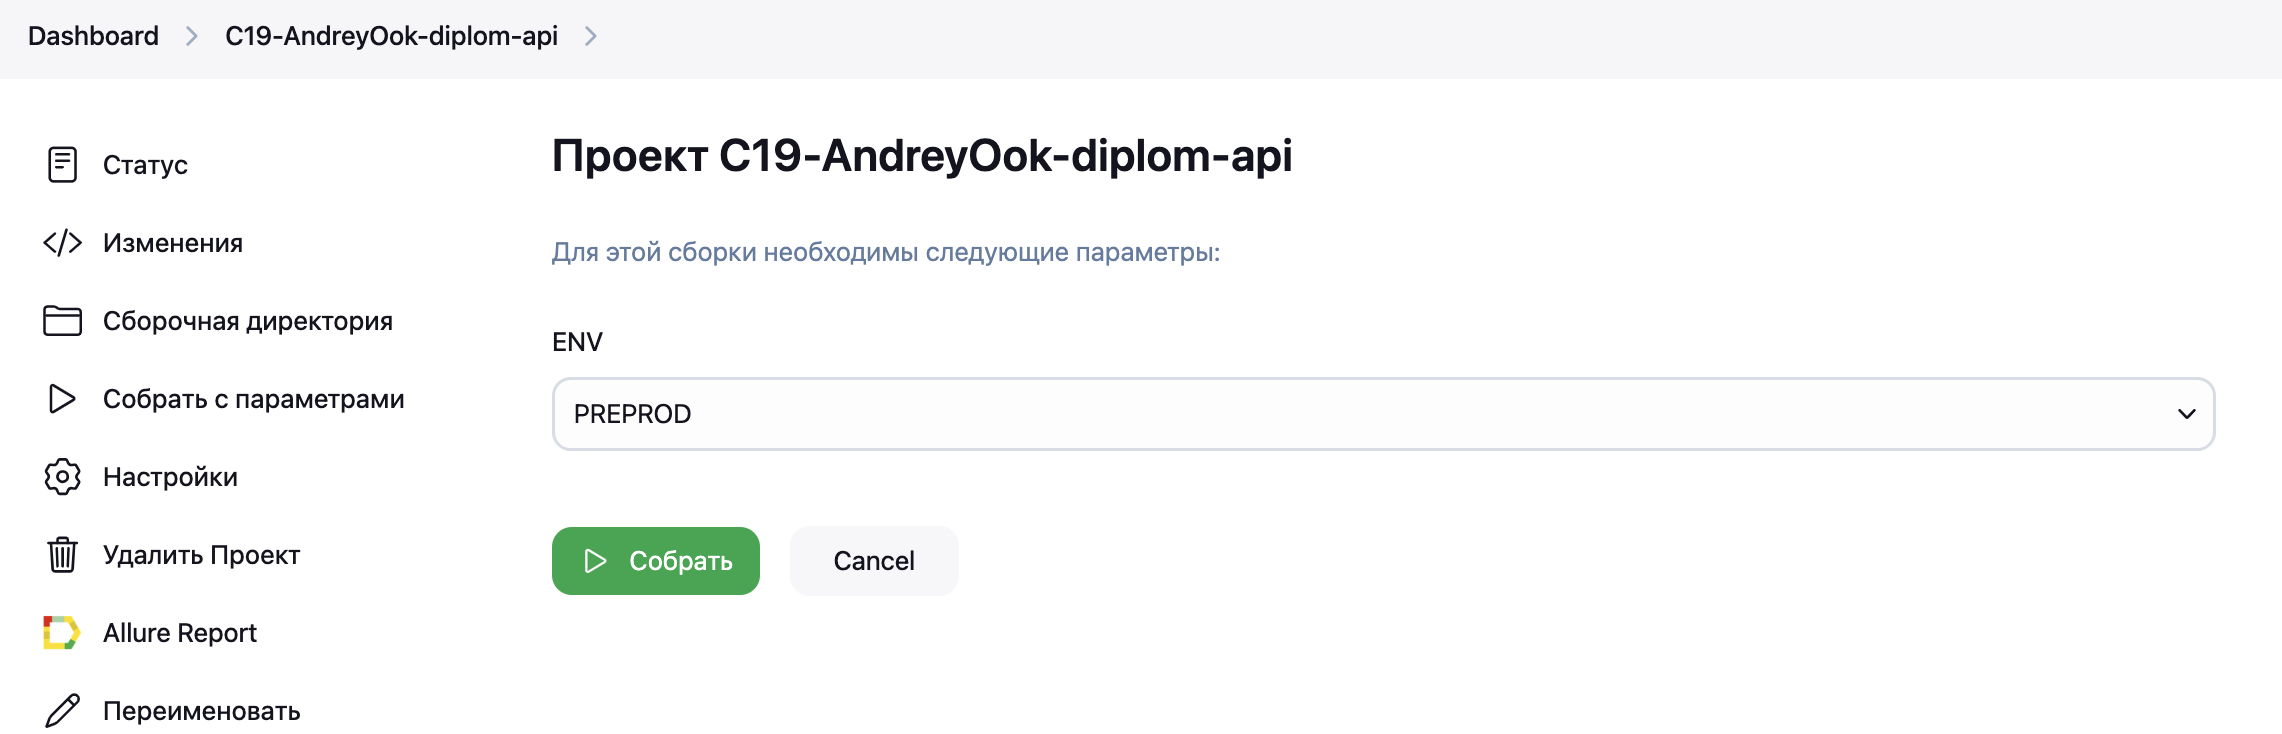 Dashboard
C19-AndreyOok-diplom-api
Статус
Изменения
Сборочная директория
Собрать с параметрами
Настройки
Удалить Проект
Allure Report
Переименовать
Проект C19-AndreyOok-diplom-api
Для этой сборки необходимы следующие параметры:
ENV
PREPROD
Собрать
Cancel